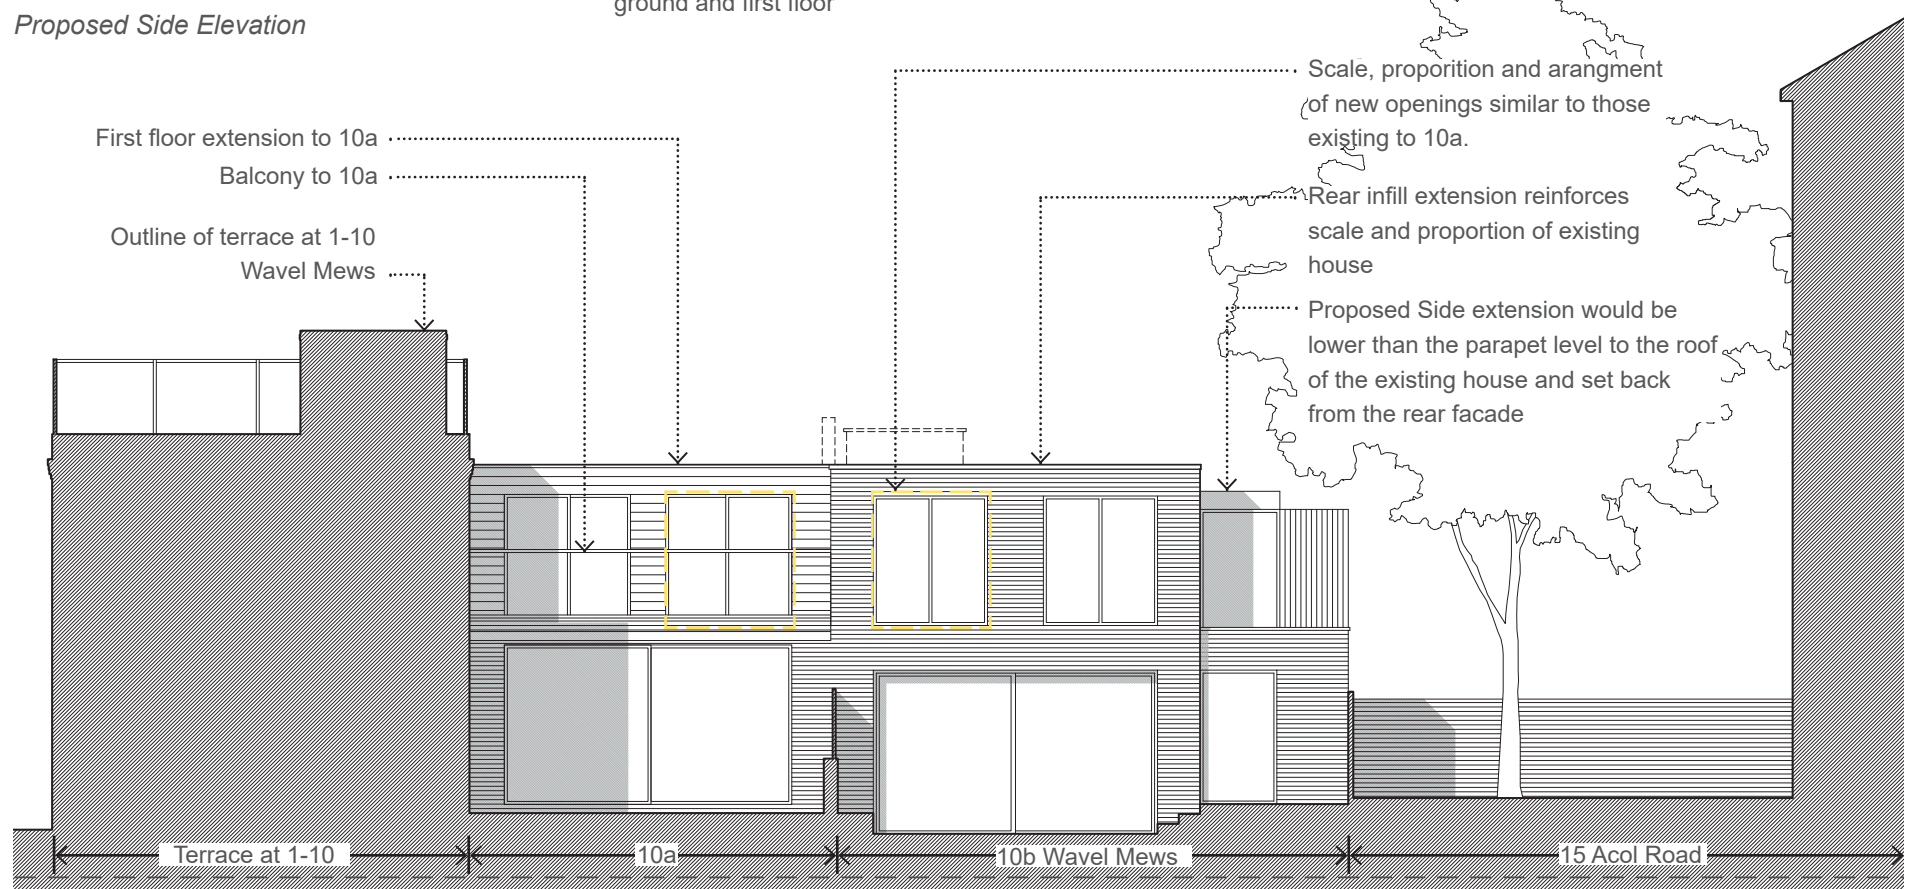 ground and first floor
Proposed Side Elevation
First floor extension to 10a
Balcony to 10a
Outline of terrace at 1-10
Wavel Mews
Scale, proporition and arangment
of new openings similar to those
existing to 10a.
Rear infill extension reinforces
scale and proportion of existing
house
Proposed Side extension would be
lower than the parapet level to the roof
of the existing house and set back
from the rear facade
Terrace at 1-10
10a
10b Wavel Mews
15 Acol Road